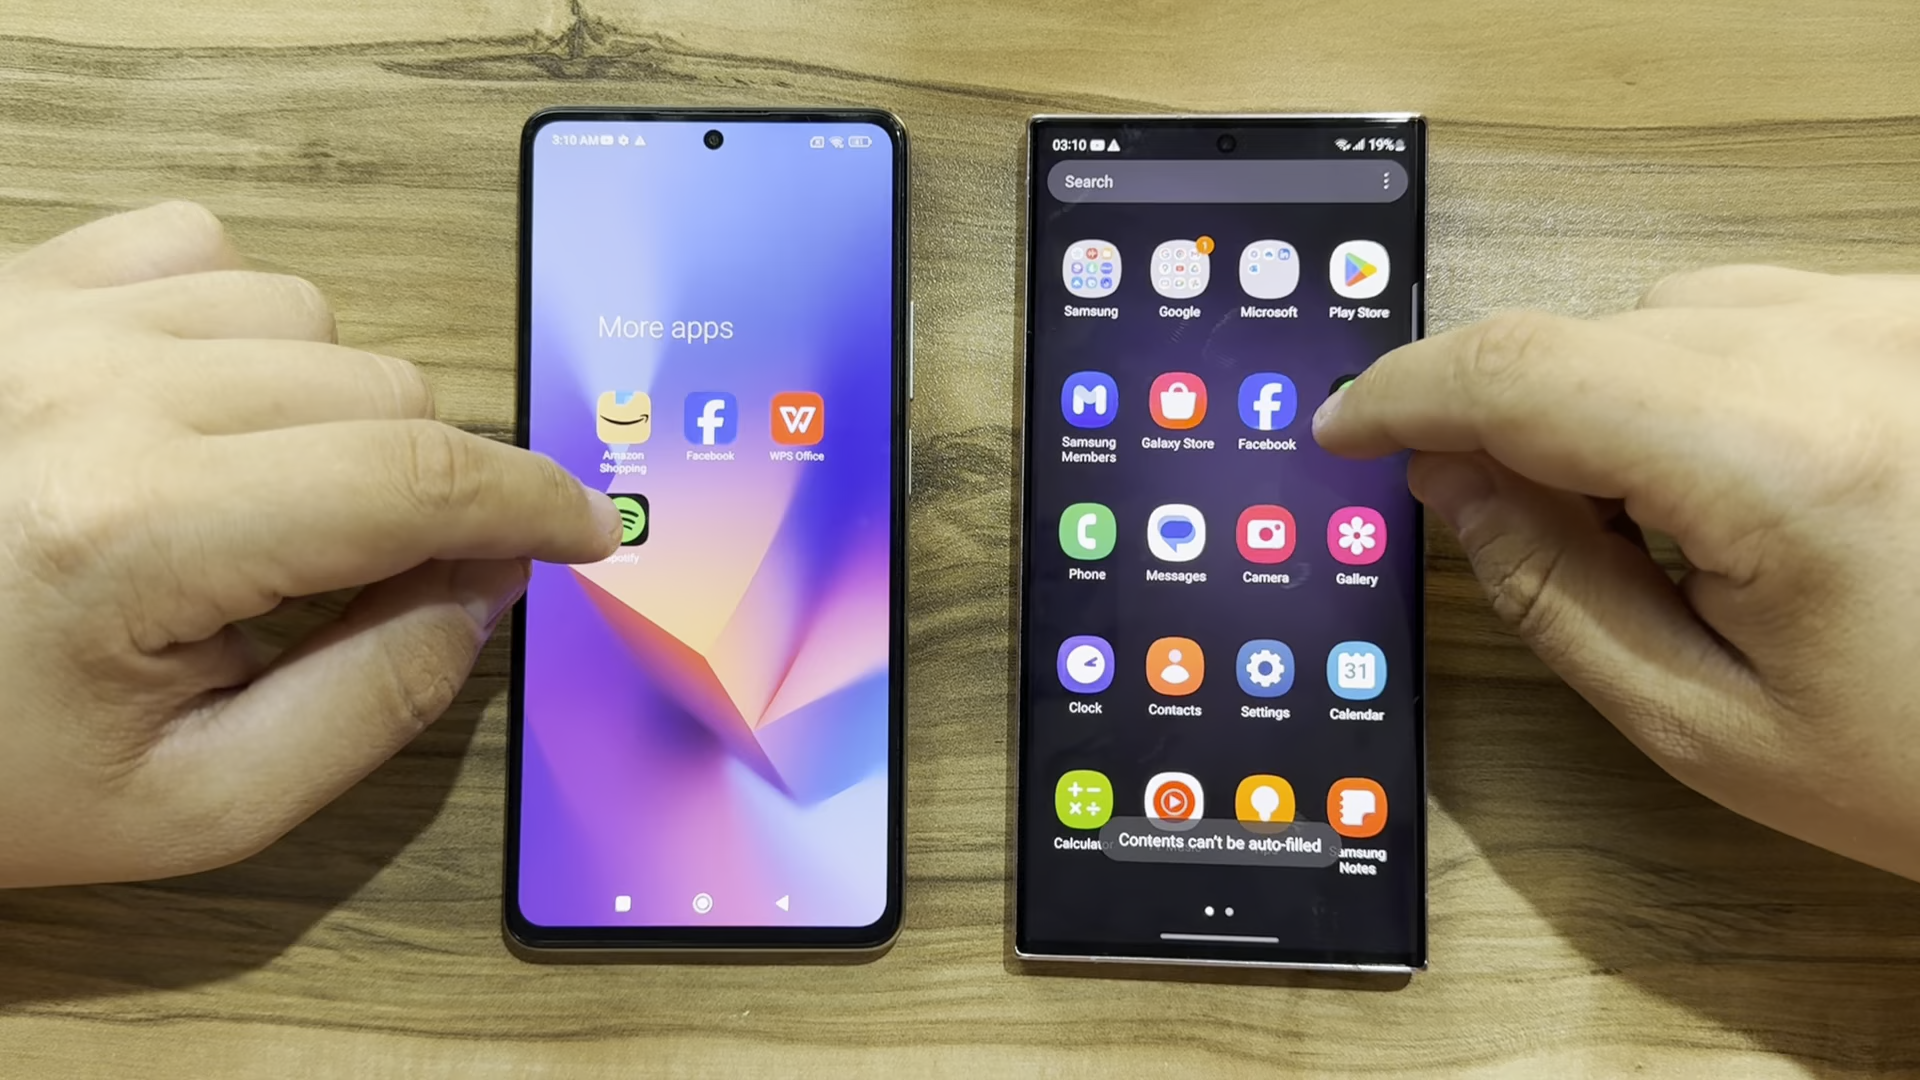 3:10 AM
More apps
Amazon
Shopping
Facebook
WPS Office
03:10
19%
Search
1
Samsung
Google
Microsoft
Play Store
Samsung
Members
Galaxy Store
Facebook
Phone
Messages
Camera
Gallery
31
Clock
Contacts
Settings
Calendar
Contents can't be auto-filled
Notes